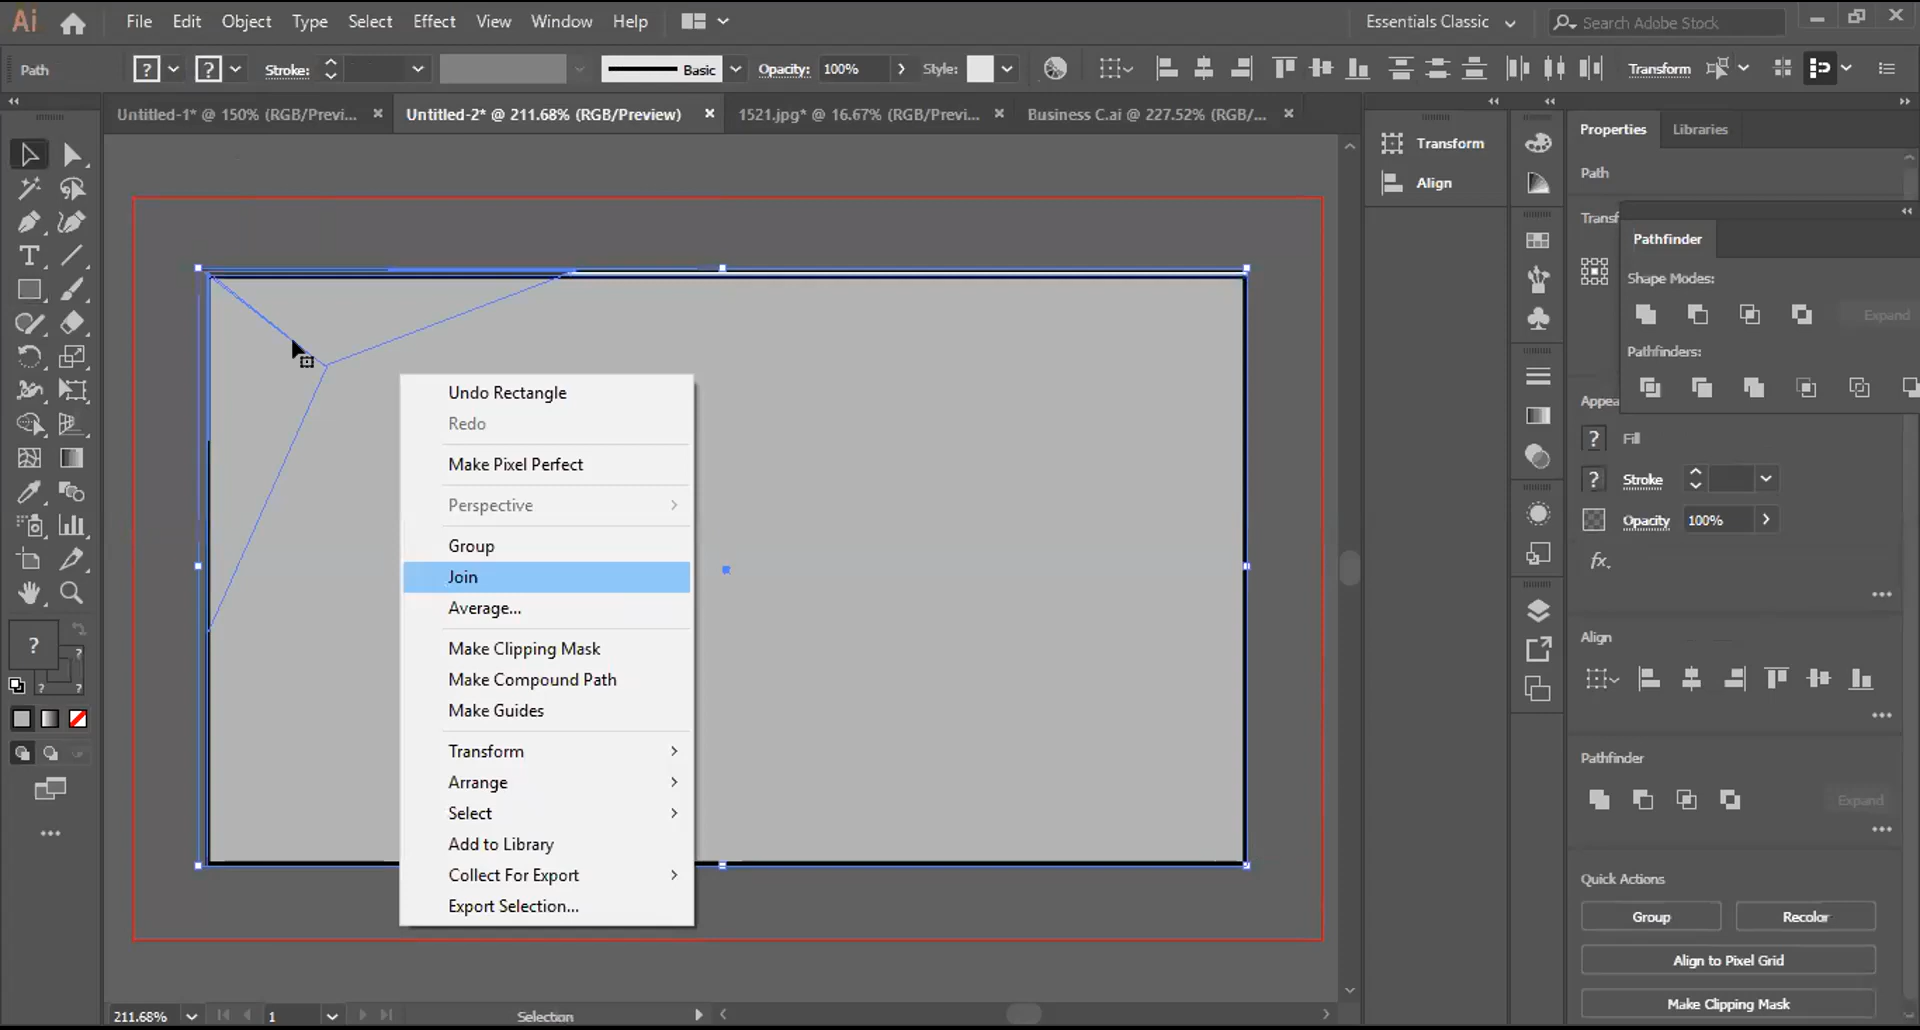 Ai File Edit Object Type Select Effect View Window Help Essentials Classic Search Adobe Stock
Path ? ? Stroke: Basic Opacity: 100% Style: Transform
Untitled-1* @ 150% (RGB/Previ... × Untitled-2* @ 211.68% (RGB/Preview) × 1521.jpg* @ 16.67% (RGB/Previ... × Business C.ai @ 227.52% (RGB/... ×
Transform
Align
Properties Libraries
Path
Transf
Pathfinder
Shape Modes:
Expand
Pathfinders:
Appea
? Fill
? Stroke
Opacity 100%
fx.
Align
Pathfinder
Expand
Quick Actions
Group Recolor
Align to Pixel Grid
Make Clipping Mask
Undo Rectangle
Redo
Make Pixel Perfect
Perspective
Group
Join
Average...
Make Clipping Mask
Make Compound Path
Make Guides
Transform
Arrange
Select
Add to Library
Collect For Export
Export Selection...
T
?
?
? ?
211.68% 1 Selection